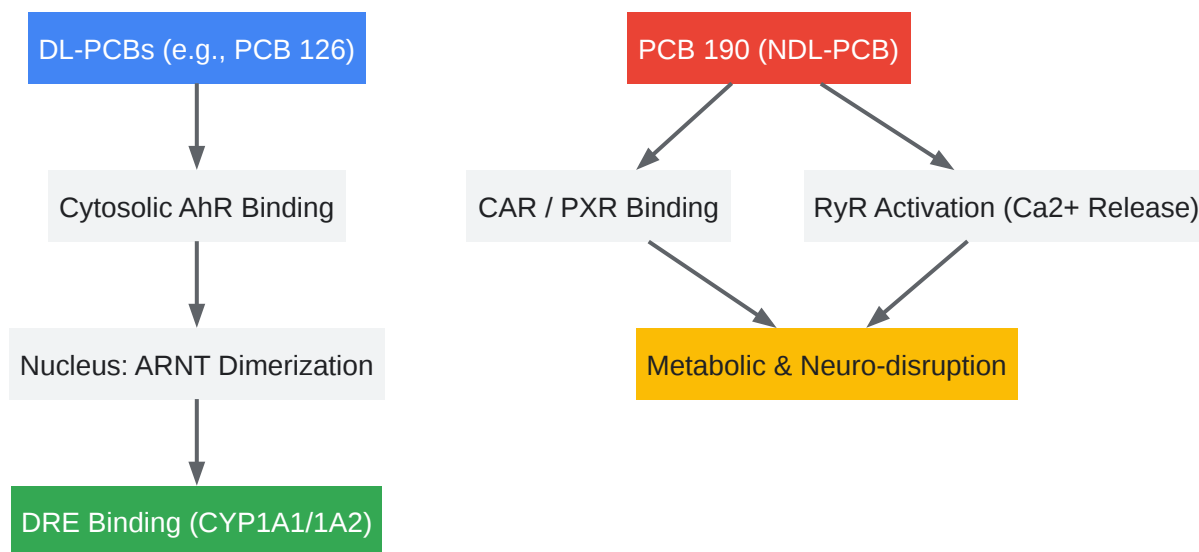 DL-PCBs (e.g., PCB 126)
PCB 190 (NDL-PCB)
Cytosolic AhR Binding
CAR / PXR Binding
RyR Activation (Ca2+ Release)
Nucleus: ARNT Dimerization
Metabolic & Neuro-disruption
DRE Binding (CYP1A1/1A2)